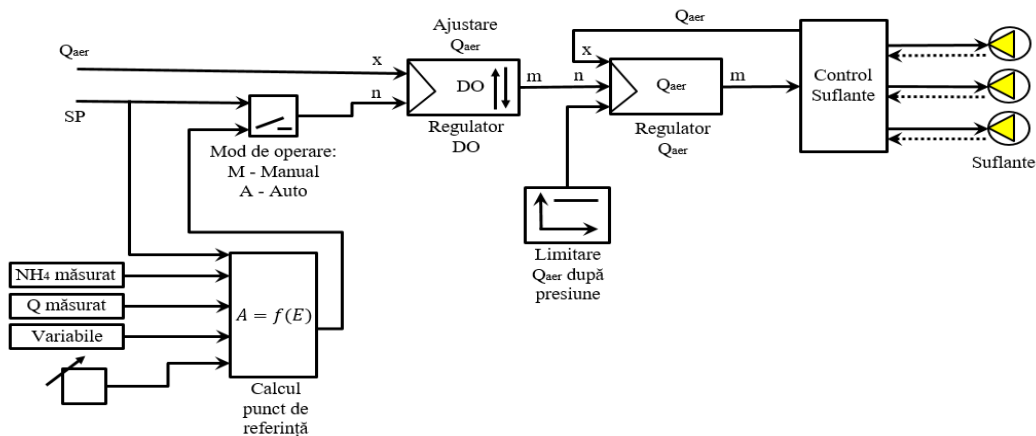 Qaer
SP
x
n
Mod de operare:
M - Manual
A - Auto
Ajustare
Qaer
DO
Regulator
DO
m
n
x
Qaer
Qaer
Regulator
Qaer
m
Control
Suflante
Suflante
Limitare
Qaer după
presiune
NH4 măsurat
Q măsurat
Variabile
A = f(E)
Calcul
punct de
referință